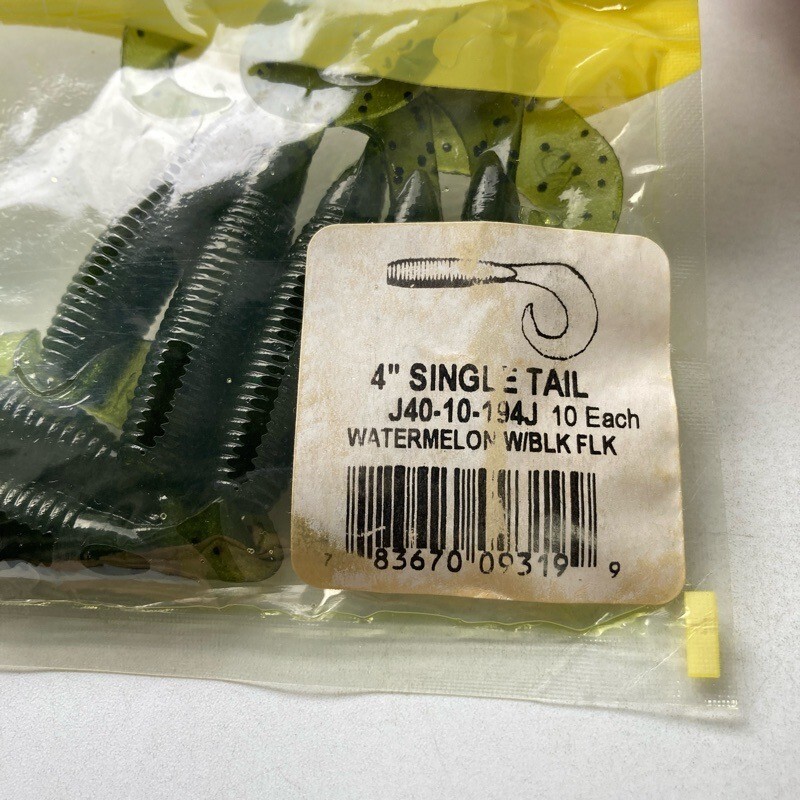 4" SINGLE TAIL
J40-10-194J 10 Each
WATERMELON W/BLK FLK
7 83670 09319 9